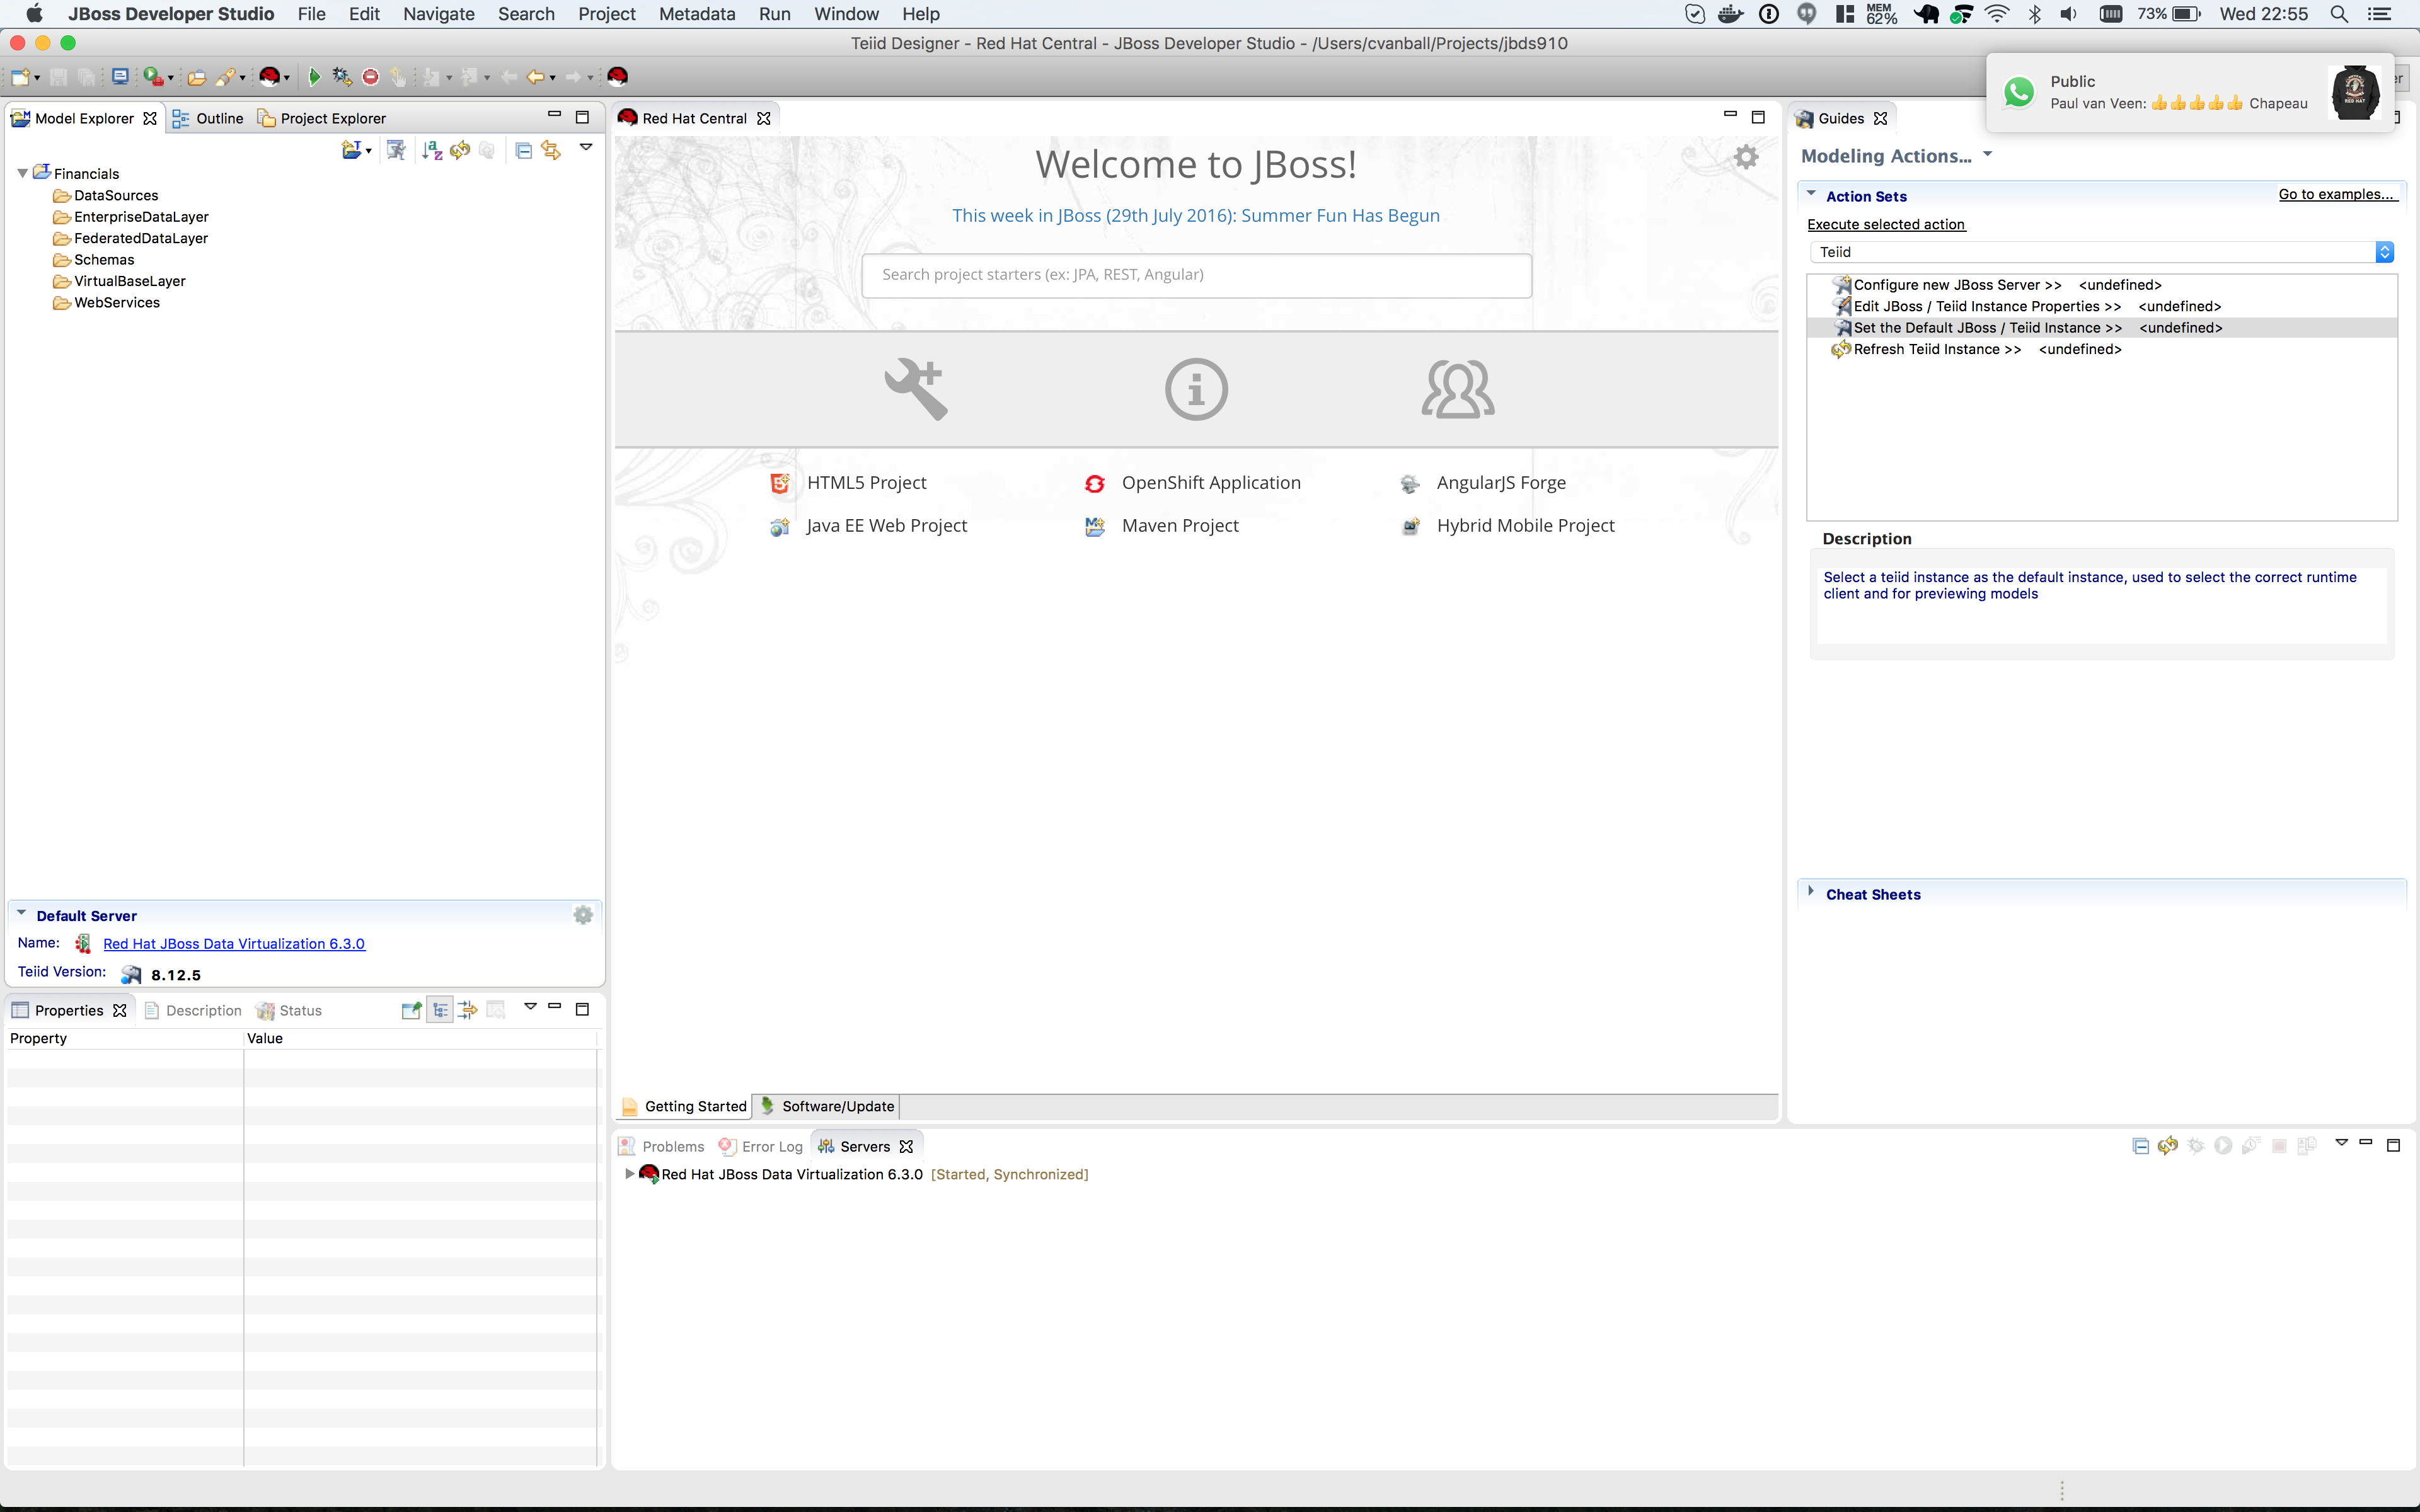 JBoss Developer Studio File Edit Navigate Search Project Metadata Run Window Help
MEM
62%
73% Wed 22:55
Teiid Designer - Red Hat Central - JBoss Developer Studio - /Users/cvanball/Projects/jbds910
Public
Paul van Veen: 👍👍👍👍👍 Chapeau
RED HAT
Model Explorer Outline Project Explorer
Financials
DataSources
EnterpriseDataLayer
FederatedDataLayer
Schemas
VirtualBaseLayer
WebServices
Default Server
Name: Red Hat JBoss Data Virtualization 6.3.0
Teiid Version: 8.12.5
Properties Description Status
Property Value
Red Hat Central
Welcome to JBoss!
This week in JBoss (29th July 2016): Summer Fun Has Begun
Search project starters (ex: JPA, REST, Angular)
HTML5 Project OpenShift Application AngularJS Forge
Java EE Web Project Maven Project Hybrid Mobile Project
Getting Started Software/Update
Problems Error Log Servers
Red Hat JBoss Data Virtualization 6.3.0 [Started, Synchronized]
Guides
Modeling Actions...
Action Sets Go to examples...
Execute selected action
Teiid
Configure new JBoss Server >> <undefined>
Edit JBoss / Teiid Instance Properties >> <undefined>
Set the Default JBoss / Teiid Instance >> <undefined>
Refresh Teiid Instance >> <undefined>
Description
Select a teiid instance as the default instance, used to select the correct runtime
client and for previewing models
Cheat Sheets